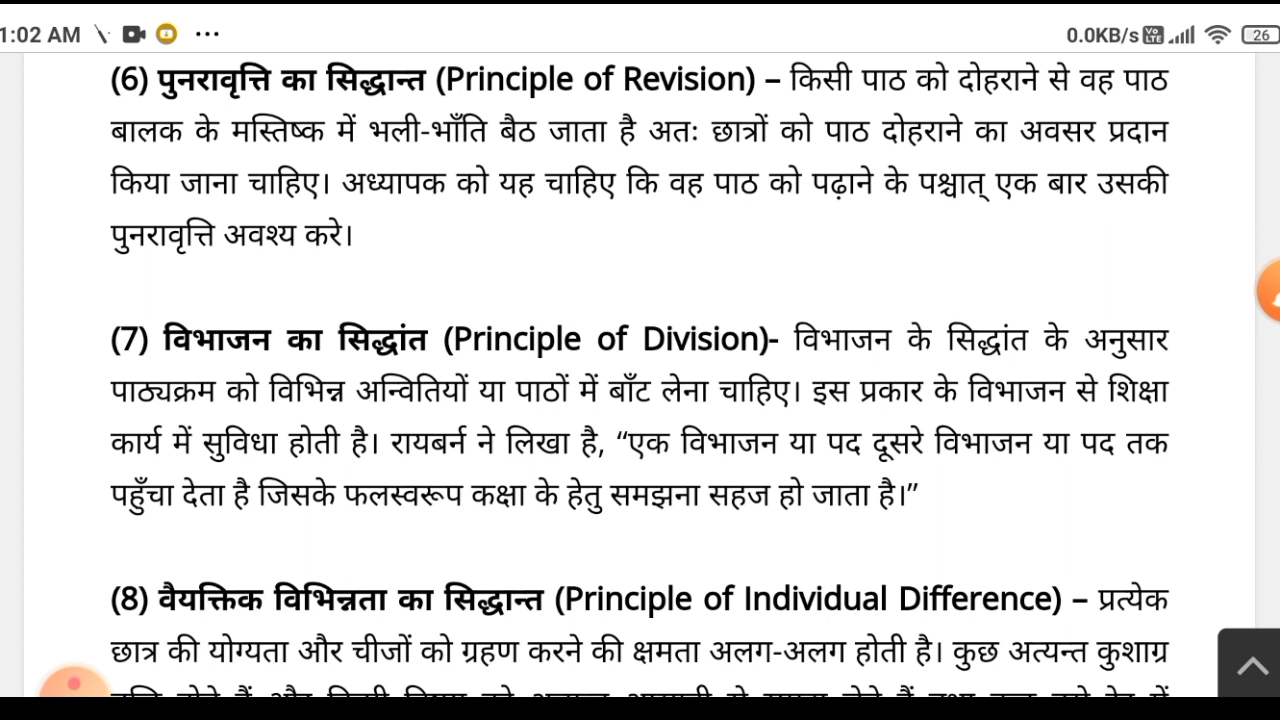 1:02 AM ...
0.0KB/s Vo LTE 26
(6) पुनरावृत्ति का सिद्धान्त (Principle of Revision) – किसी पाठ को दोहराने से वह पाठ
बालक के मस्तिष्क में भली-भाँति बैठ जाता है अतः छात्रों को पाठ दोहराने का अवसर प्रदान
किया जाना चाहिए। अध्यापक को यह चाहिए कि वह पाठ को पढ़ाने के पश्चात् एक बार उसकी
पुनरावृत्ति अवश्य करे।
(7) विभाजन का सिद्धांत (Principle of Division)- विभाजन के सिद्धांत के अनुसार
पाठ्यक्रम को विभिन्न अन्वितियों या पाठों में बाँट लेना चाहिए। इस प्रकार के विभाजन से शिक्षा
कार्य में सुविधा होती है। रायबर्न ने लिखा है, “एक विभाजन या पद दूसरे विभाजन या पद तक
पहुँचा देता है जिसके फलस्वरूप कक्षा के हेतु समझना सहज हो जाता है।”
(8) वैयक्तिक विभिन्नता का सिद्धान्त (Principle of Individual Difference) – प्रत्येक
छात्र की योग्यता और चीजों को ग्रहण करने की क्षमता अलग-अलग होती है। कुछ अत्यन्त कुशाग्र